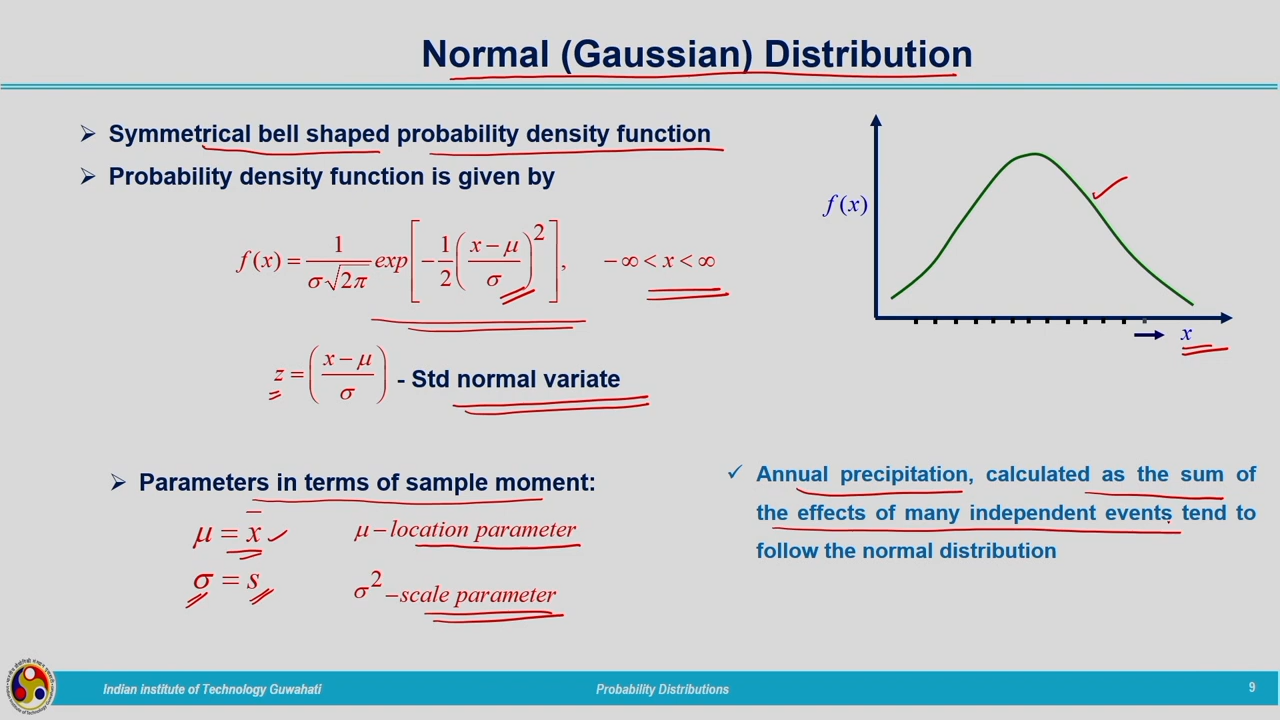 Normal (Gaussian) Distribution
➢ Symmetrical bell shaped probability density function
➢ Probability density function is given by
f(x) = 1/(σ√2π) exp[−1/2((x−μ)/σ)²], −∞ < x < ∞
z = ((x−μ)/σ) - Std normal variate
f(x)
x
➢ Parameters in terms of sample moment:
μ = x̄
μ − location parameter
σ = s
σ² − scale parameter
✓ Annual precipitation, calculated as the sum of
the effects of many independent events tend to
follow the normal distribution
Indian institute of Technology Guwahati
Probability Distributions
9